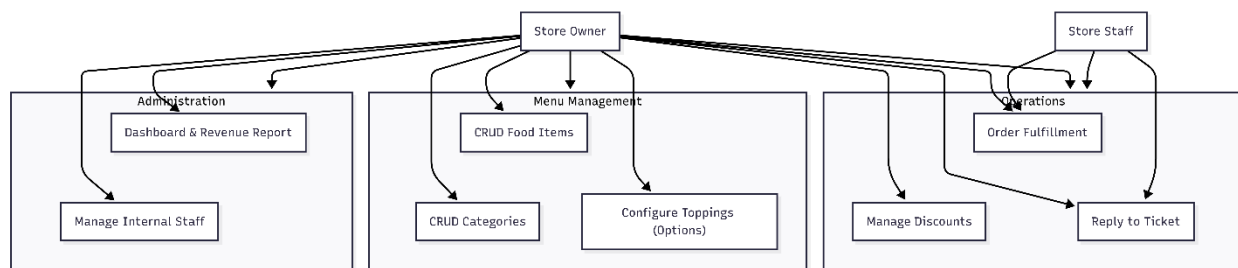 Store Owner
Store Staff
Administration
Menu Management
Operations
Dashboard & Revenue Report
CRUD Food Items
Order Fulfillment
Manage Internal Staff
CRUD Categories
Configure Toppings
(Options)
Manage Discounts
Reply to Ticket